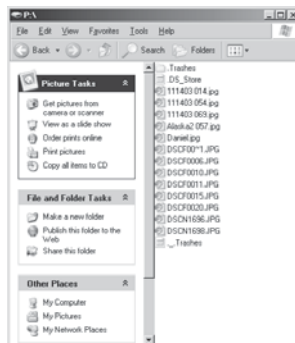 P:\
File Edit View Favorites Tools Help
Back Search Folders
Picture Tasks
Get pictures from
camera or scanner
View as a slide show
Order prints online
Print pictures
Copy all items to CD
File and Folder Tasks
Make a new folder
Publish this folder to the
Web
Share this folder
Other Places
My Computer
My Pictures
My Network Places
.Trashes
.DS_Store
111403 014.jpg
111403 054.jpg
111403 069.jpg
Alaska2 057.jpg
Daniel.jpg
DSCF00~1.JPG
DSCF0006.JPG
DSCF0010.JPG
DSCF0011.JPG
DSCF0015.JPG
DSCF0020.JPG
DSCN1696.JPG
DSCN1698.JPG
._.Trashes